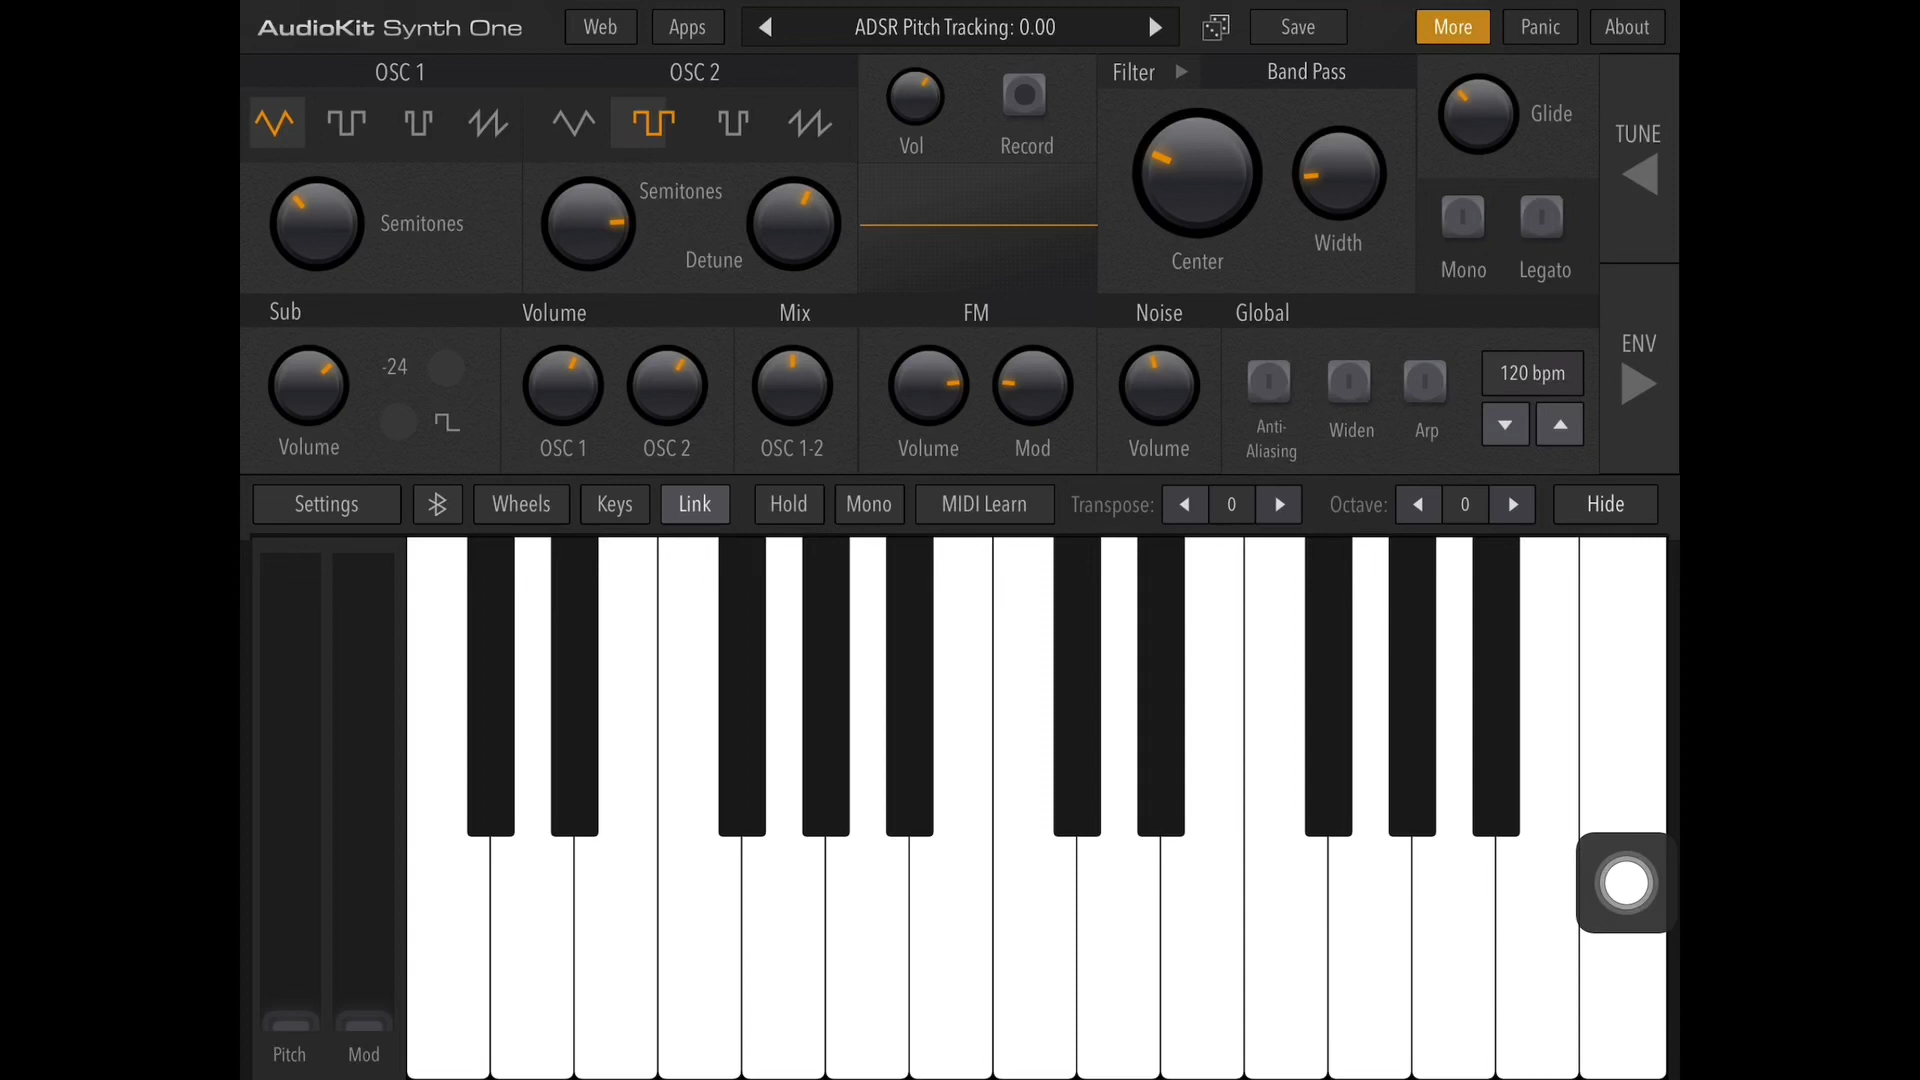 AudioKit Synth One
Web
Apps
ADSR Pitch Tracking: 0.00
Save
More
Panic
About
OSC 1
OSC 2
Vol
Record
Filter
Band Pass
Glide
TUNE
Semitones
Semitones
Detune
Center
Width
Mono
Legato
Sub
Volume
Mix
FM
Noise
Global
ENV
-24
120 bpm
Volume
OSC 1
OSC 2
OSC 1-2
Volume
Mod
Volume
Anti-
Aliasing
Widen
Arp
Settings
Wheels
Keys
Link
Hold
Mono
MIDI Learn
Transpose:
0
Octave:
0
Hide
Pitch
Mod